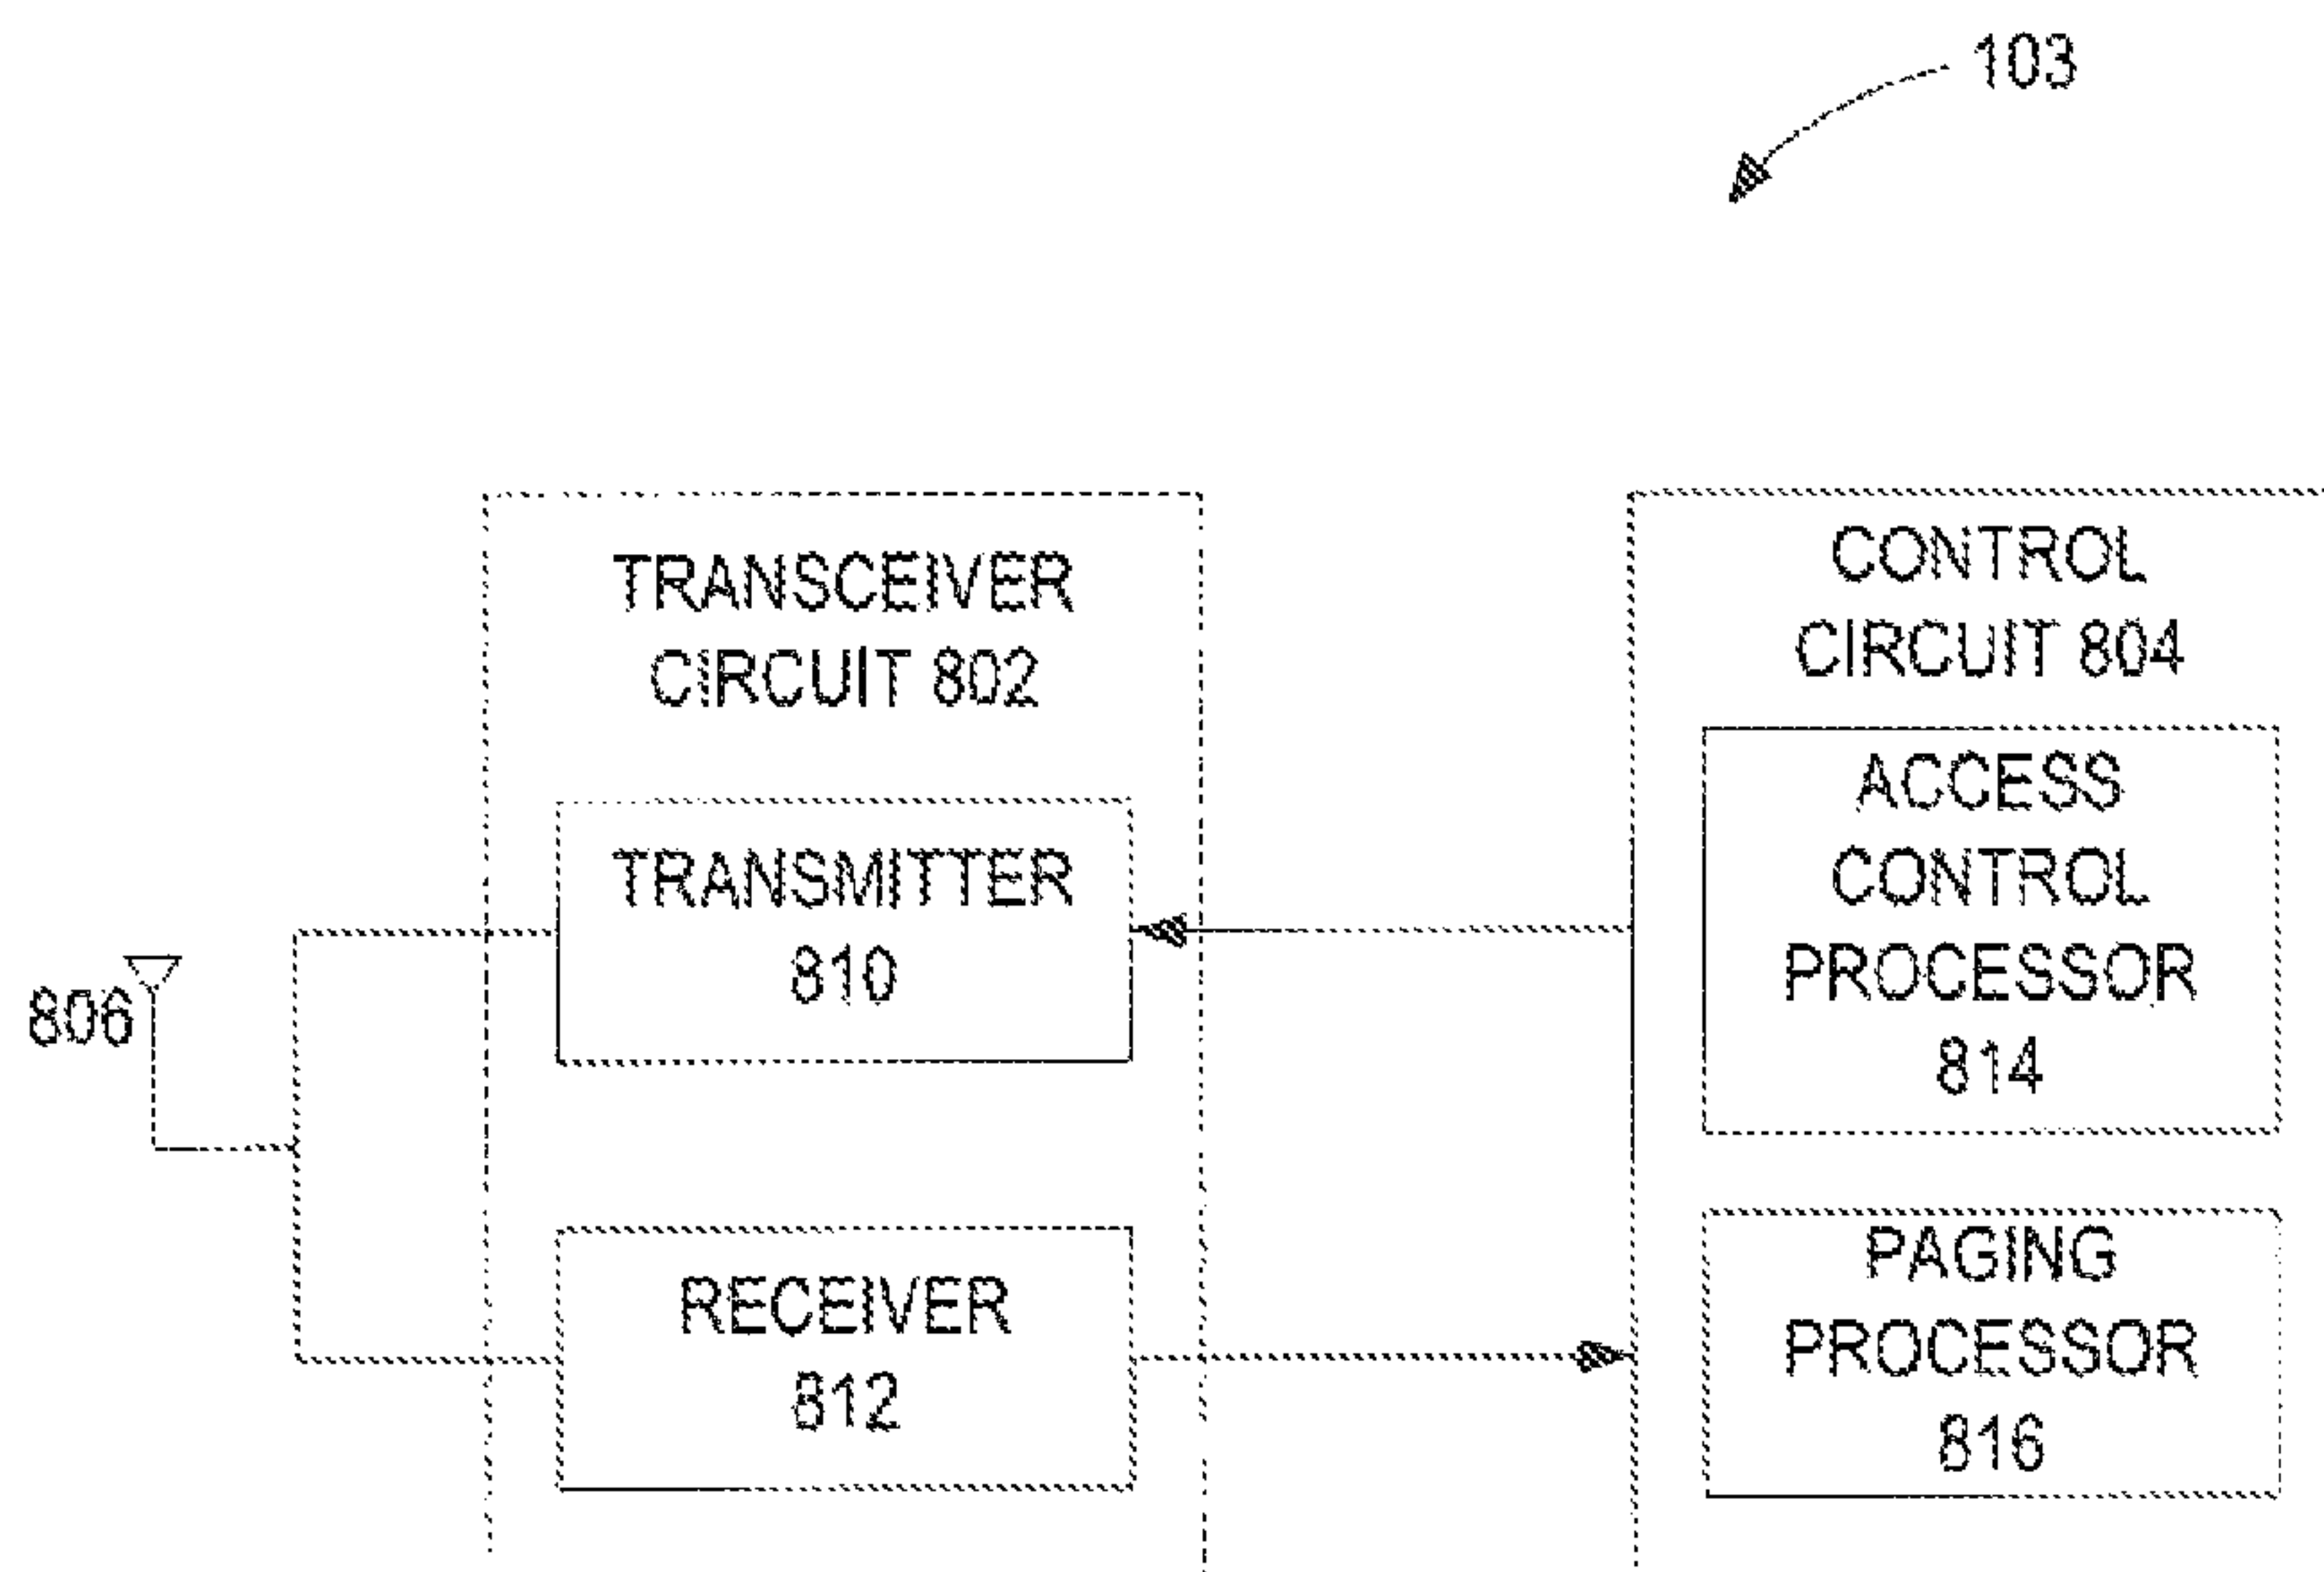 103
TRANSCEIVER
CIRCUIT 802
TRANSMITTER
810
RECEIVER
812
806
CONTROL
CIRCUIT 804
ACCESS
CONTROL
PROCESSOR
814
PAGING
PROCESSOR
816